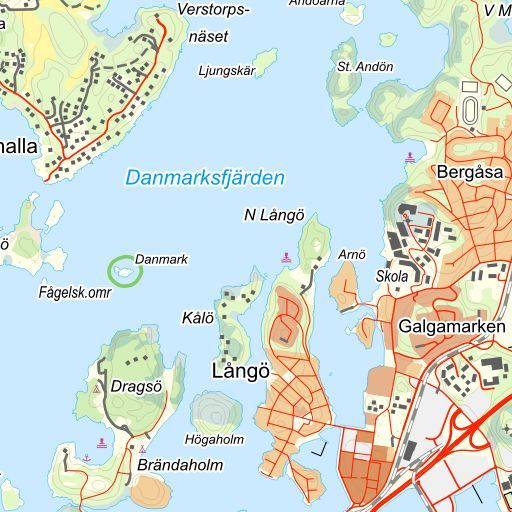 Andoarna
Verstorps-
näset
V M
Ljungskär
St. Andön
halla
Bergåsa
Danmarksfjärden
N Långö
Danmark
Arnö
Skola
Fågelsk.omr
Kålö
Galgamarken
Långö
Dragsö
Högaholm
Brändaholm